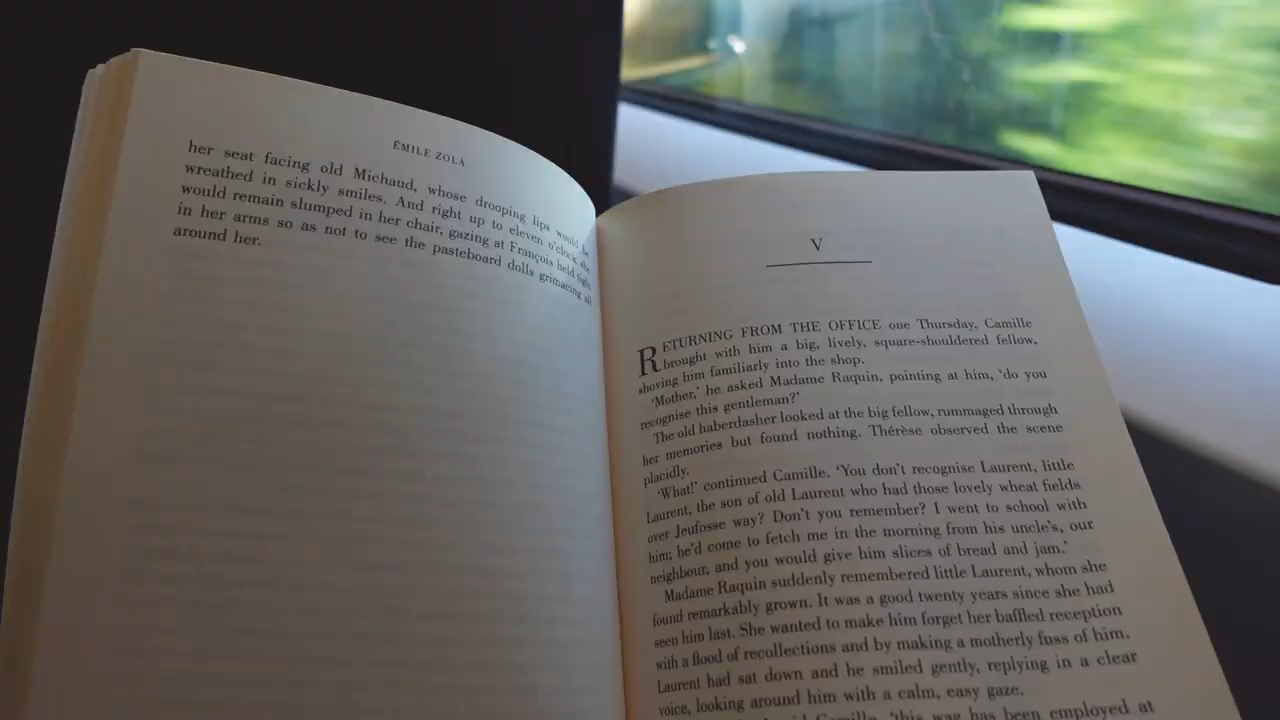 ÉMILE ZOLA
her seat facing old Michaud, whose drooping lips would be
wreathed in sickly smiles. And right up to eleven o'clock she
would remain slumped in her chair, gazing at François held tight
in her arms so as not to see the pasteboard dolls grimacing all
around her.
V
RETURNING FROM THE OFFICE one Thursday, Camille
brought with him a big, lively, square-shouldered fellow,
shoving him familiarly into the shop.
'Mother,' he asked Madame Raquin, pointing at him, 'do you
recognise this gentleman?'
The old haberdasher looked at the big fellow, rummaged through
her memories but found nothing. Thérèse observed the scene
placidly.
'What!' continued Camille. 'You don't recognise Laurent, little
Laurent, the son of old Laurent who had those lovely wheat fields
over Jeufosse way? Don't you remember? I went to school with
him; he'd come to fetch me in the morning from his uncle's, our
neighbour, and you would give him slices of bread and jam.'
Madame Raquin suddenly remembered little Laurent, whom she
found remarkably grown. It was a good twenty years since she had
seen him last. She wanted to make him forget her baffled reception
with a flood of recollections and by making a motherly fuss of him.
Laurent had sat down and he smiled gently, replying in a clear
voice, looking around him with a calm, easy gaze.
said Camille, 'this wag has been employed at